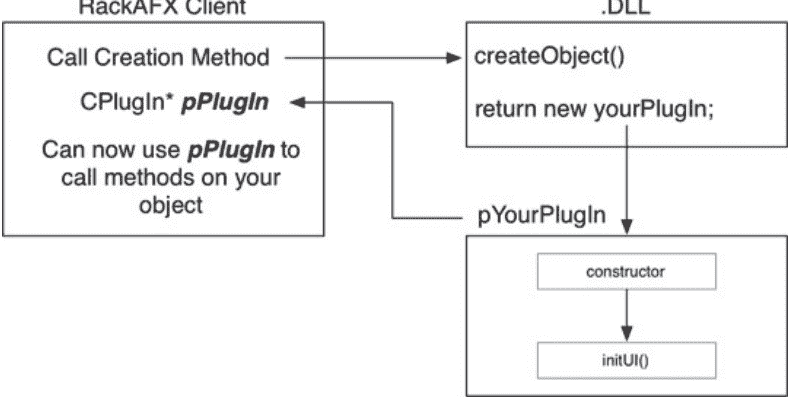 RackAFX Client
.DLL
Call Creation Method
CPlugIn* pPlugIn
Can now use pPlugIn to
call methods on your
object
createObject()
return new yourPlugIn;
pYourPlugIn
constructor
initUI()